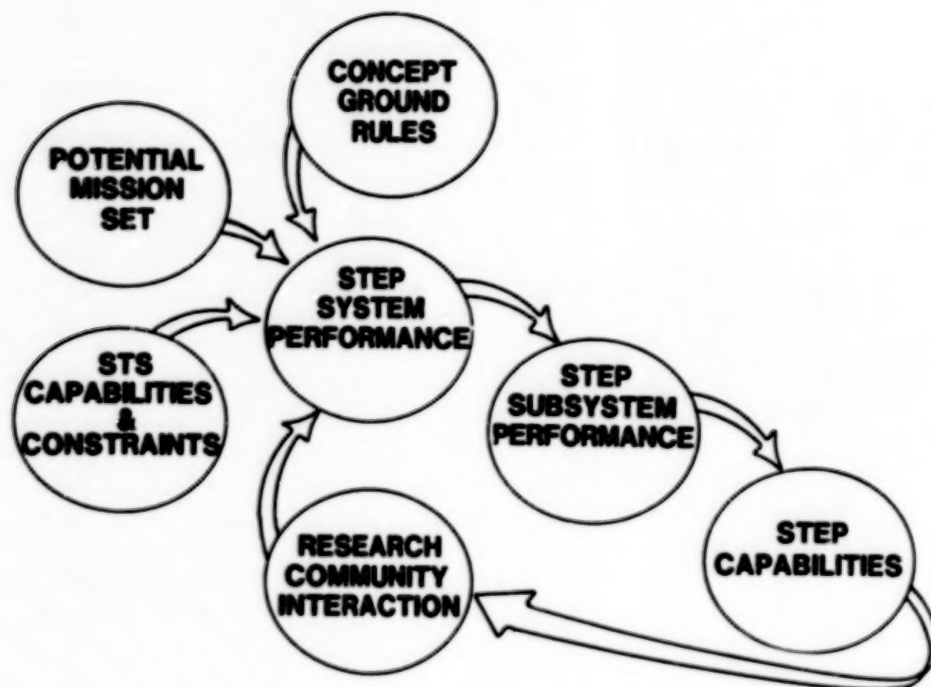 CONCEPT
GROUND
RULES
POTENTIAL
MISSION
SET
STEP
SYSTEM
PERFORMANCE
STS
CAPABILITIES
&
CONSTRAINTS
STEP
SUBSYSTEM
PERFORMANCE
RESEARCH
COMMUNITY
INTERACTION
STEP
CAPABILITIES